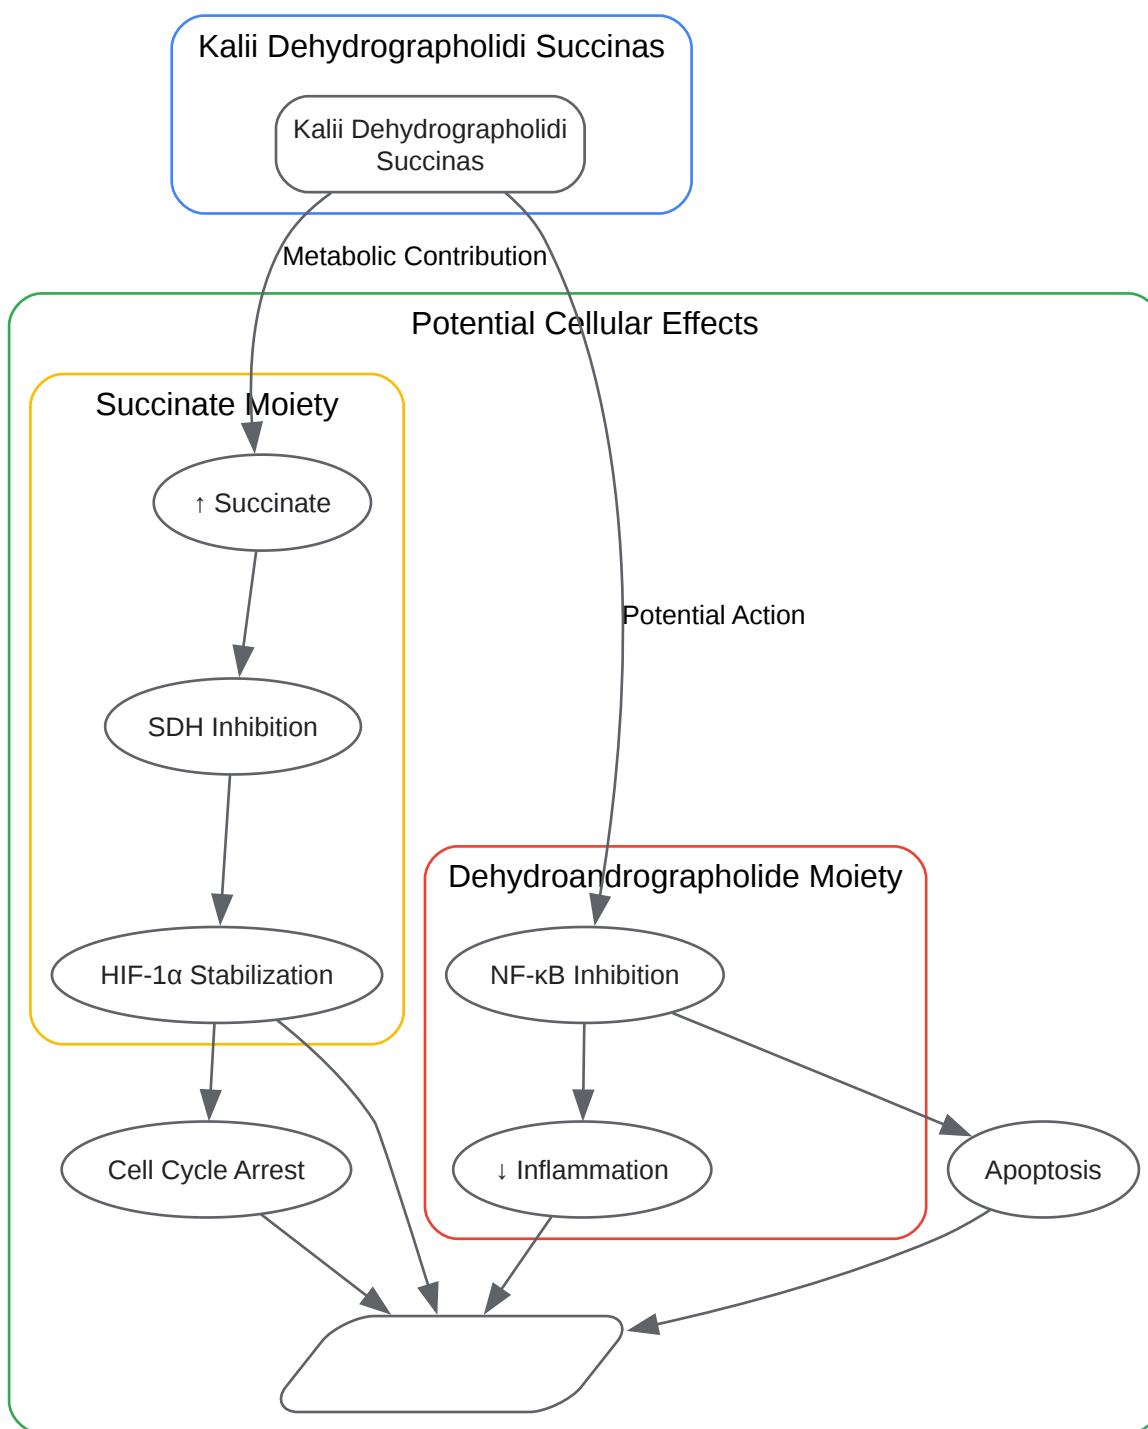 Kalii Dehydrographolidi Succinas
Kalii Dehydrographolidi
Succinas
Metabolic Contribution
Potential Cellular Effects
Succinate Moiety
↑ Succinate
Potential Action
SDH Inhibition
Dehydroandrographolide Moiety
HIF-1α Stabilization
NF-κB Inhibition
Cell Cycle Arrest
↓ Inflammation
Apoptosis